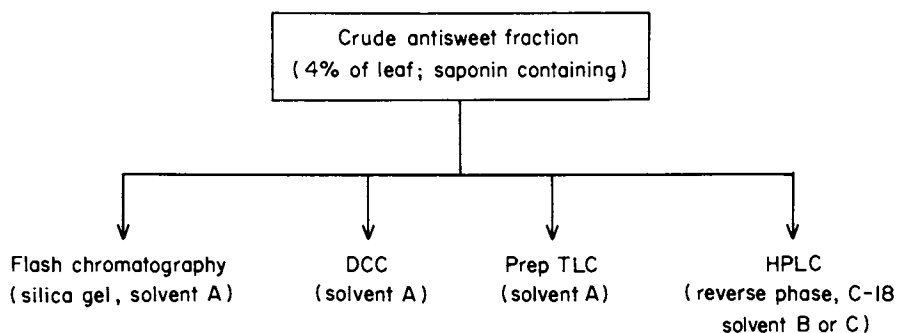 Crude antisweet fraction
(4% of leaf; saponin containing)
Flash chromatography
(silica gel, solvent A)
DCC
(solvent A)
Prep TLC
(solvent A)
HPLC
(reverse phase, C-18
solvent B or C)